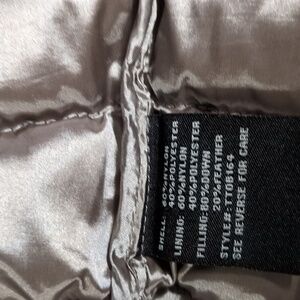 SHELL: 60%NYLON
40%POLYESTER
LINING: 60%NYLON
40%POLYESTER
FILLING: 80%DOWN
20%FEATHER
STYLE#:TTOB164
SEE REVERSE FOR CARE